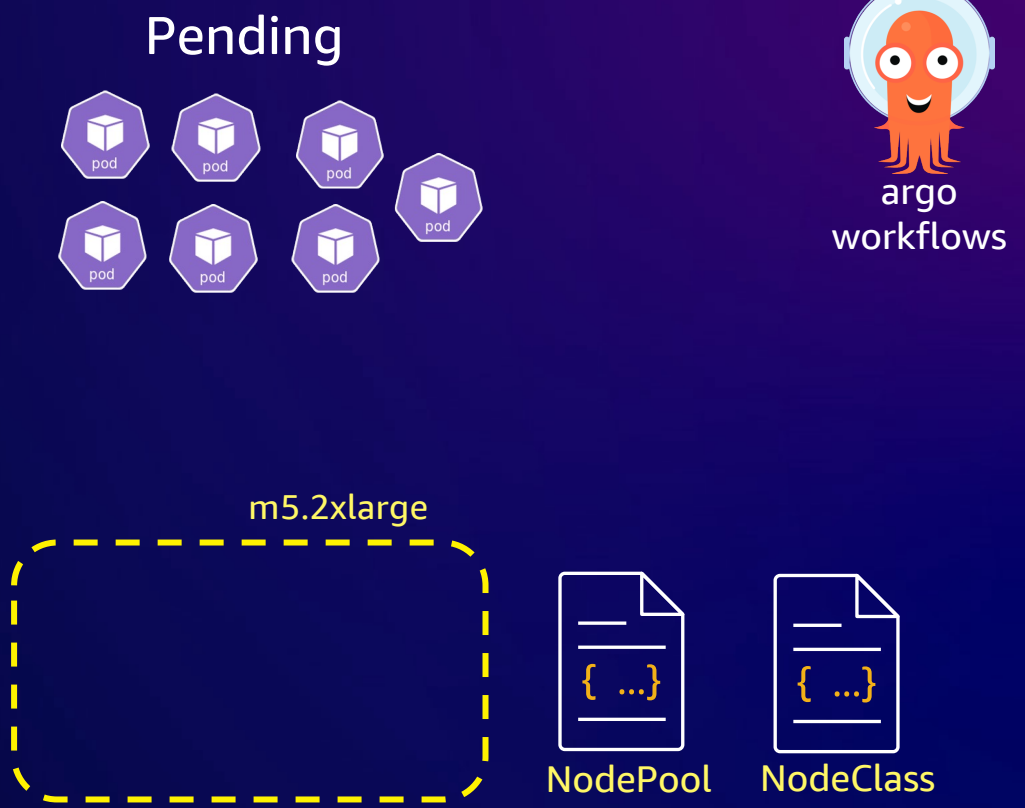 Pending
pod
pod
pod
pod
pod
pod
pod
argo
workflows
m5.2xlarge
{ ...}
{ ...}
NodePool
NodeClass